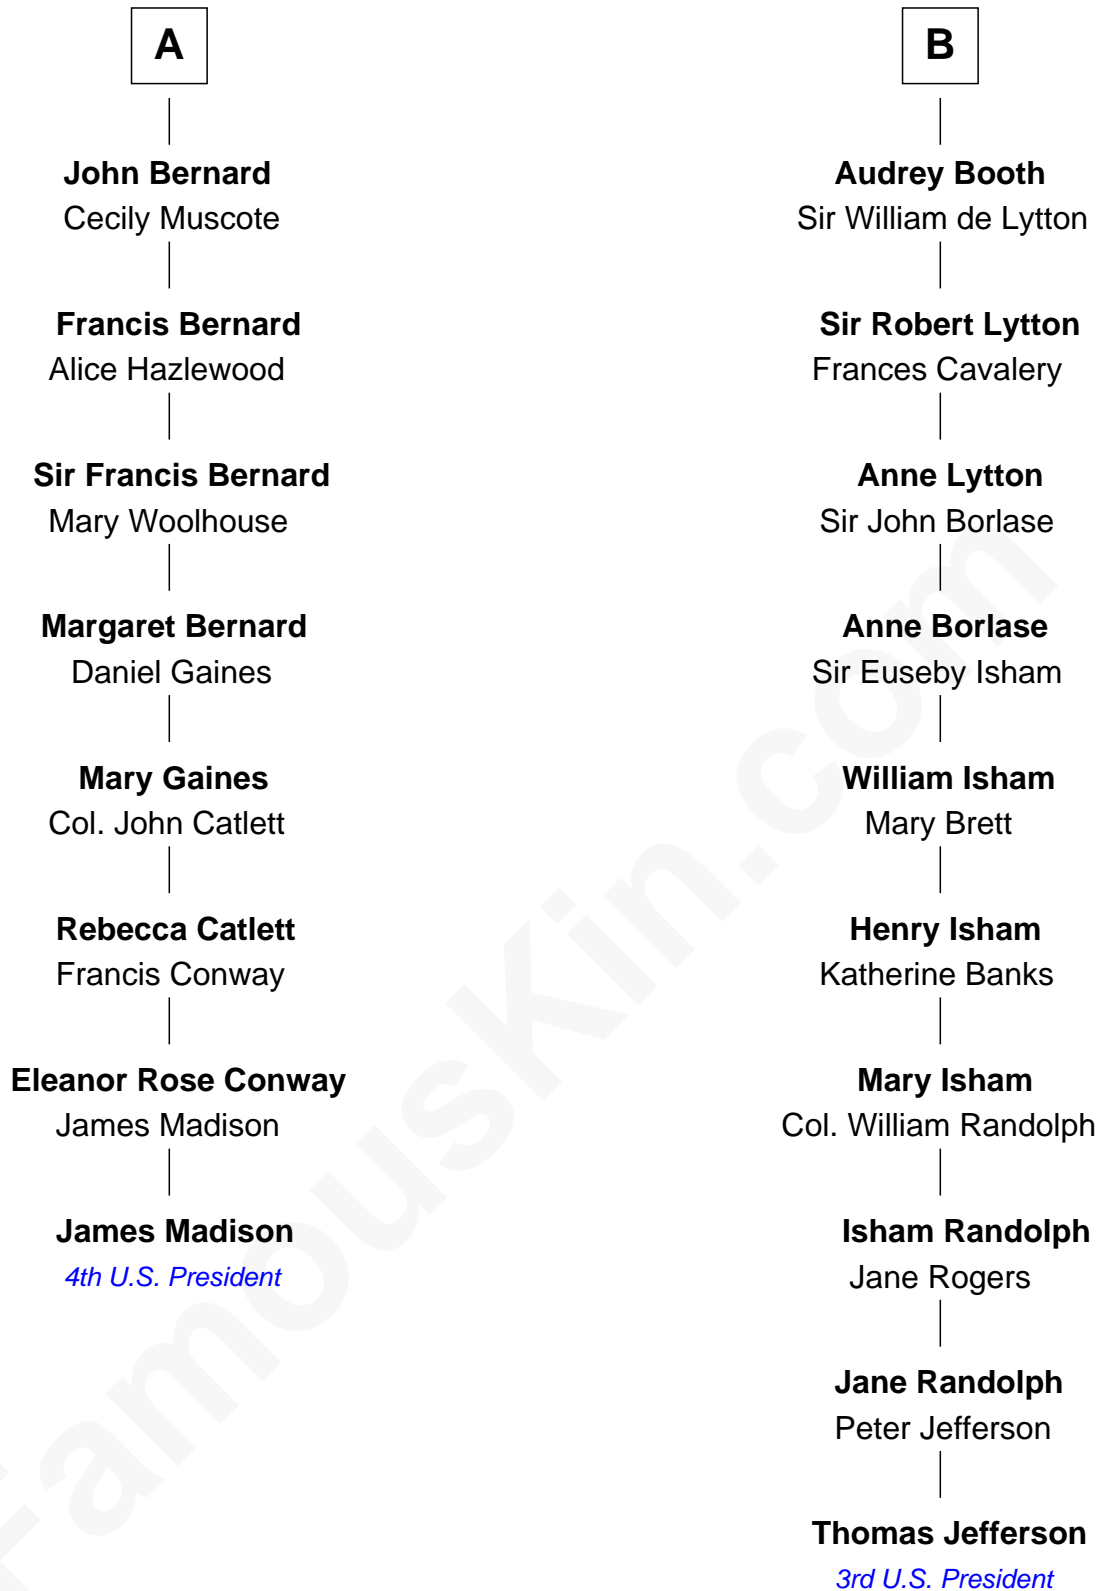 A
John Bernard
Cecily Muscote
Francis Bernard
Alice Hazlewood
Sir Francis Bernard
Mary Woolhouse
Margaret Bernard
Daniel Gaines
Mary Gaines
Col. John Catlett
Rebecca Catlett
Francis Conway
Eleanor Rose Conway
James Madison
James Madison
4th U.S. President
B
Audrey Booth
Sir William de Lytton
Sir Robert Lytton
Frances Cavalery
Anne Lytton
Sir John Borlase
Anne Borlase
Sir Euseby Isham
William Isham
Mary Brett
Henry Isham
Katherine Banks
Mary Isham
Col. William Randolph
Isham Randolph
Jane Rogers
Jane Randolph
Peter Jefferson
Thomas Jefferson
3rd U.S. President
FamousKin.com